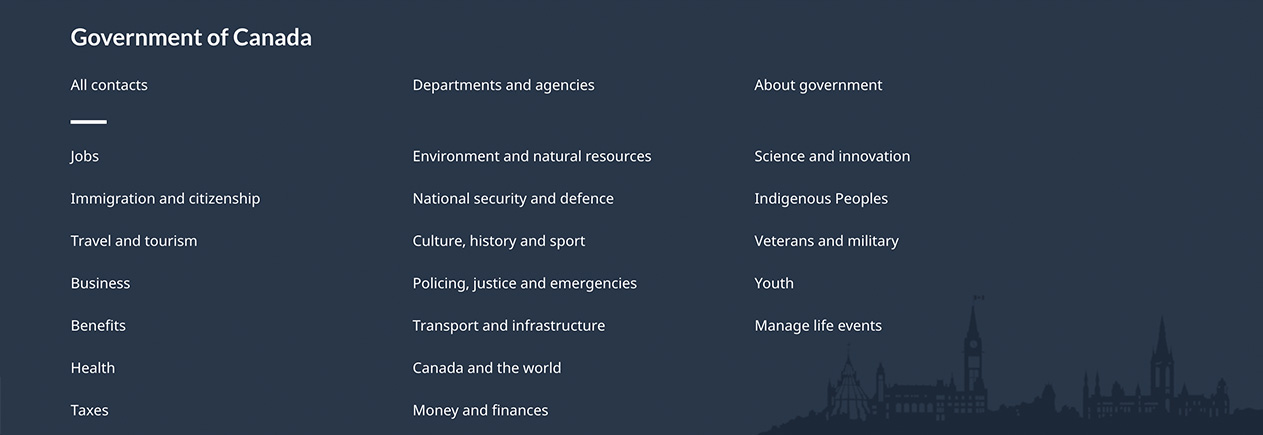 Government of Canada
All contacts
Departments and agencies
About government
Jobs
Immigration and citizenship
Travel and tourism
Business
Benefits
Health
Taxes
Environment and natural resources
National security and defence
Culture, history and sport
Policing, justice and emergencies
Transport and infrastructure
Canada and the world
Money and finances
Science and innovation
Indigenous Peoples
Veterans and military
Youth
Manage life events